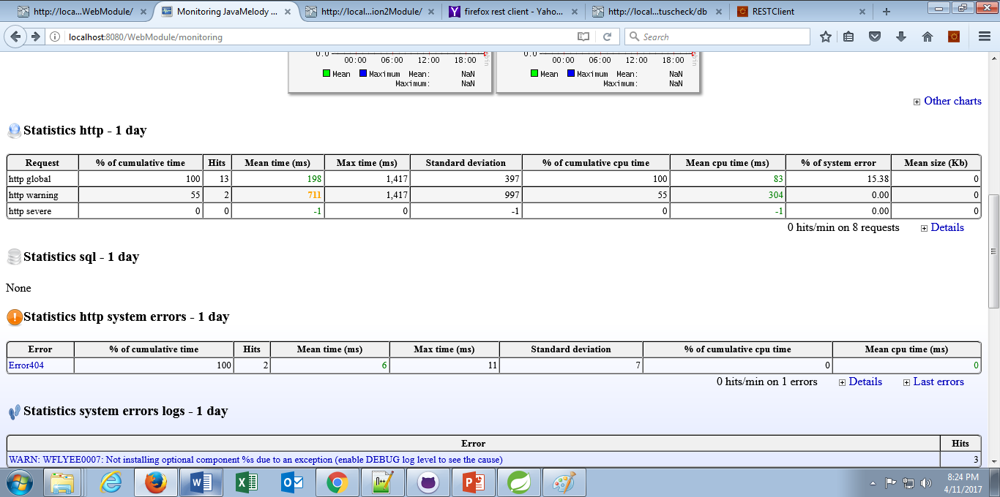 http://loca...WebModule/
Monitoring JavaMelody ...
http://local...ion2Module/
firefox rest client - Yaho...
http://local...tuscheck/db
RESTClient
localhost:8080/WebModule/monitoring
Search
0.0 00:00 06:00 12:00 18:00
Mean Maximum Mean: NaN
Maximum: NaN
0.0 00:00 06:00 12:00 18:00
Mean Maximum Mean: NaN
Maximum: NaN
Other charts
Statistics http - 1 day
Request % of cumulative time Hits Mean time (ms) Max time (ms) Standard deviation % of cumulative cpu time Mean cpu time (ms) % of system error Mean size (Kb)
http global 100 13 198 1,417 397 100 83 15.38 0
http warning 55 2 711 1,417 997 55 304 0.00 0
http severe 0 0 -1 0 -1 0 -1 0.00 0
0 hits/min on 8 requests Details
Statistics sql - 1 day
None
Statistics http system errors - 1 day
Error % of cumulative time Hits Mean time (ms) Max time (ms) Standard deviation % of cumulative cpu time Mean cpu time (ms)
Error404 100 2 6 11 7 0 0
0 hits/min on 1 errors Details Last errors
Statistics system errors logs - 1 day
Error Hits
WARN: WFLYEE0007: Not installing optional component %s due to an exception (enable DEBUG log level to see the cause) 3
8:24 PM
4/11/2017